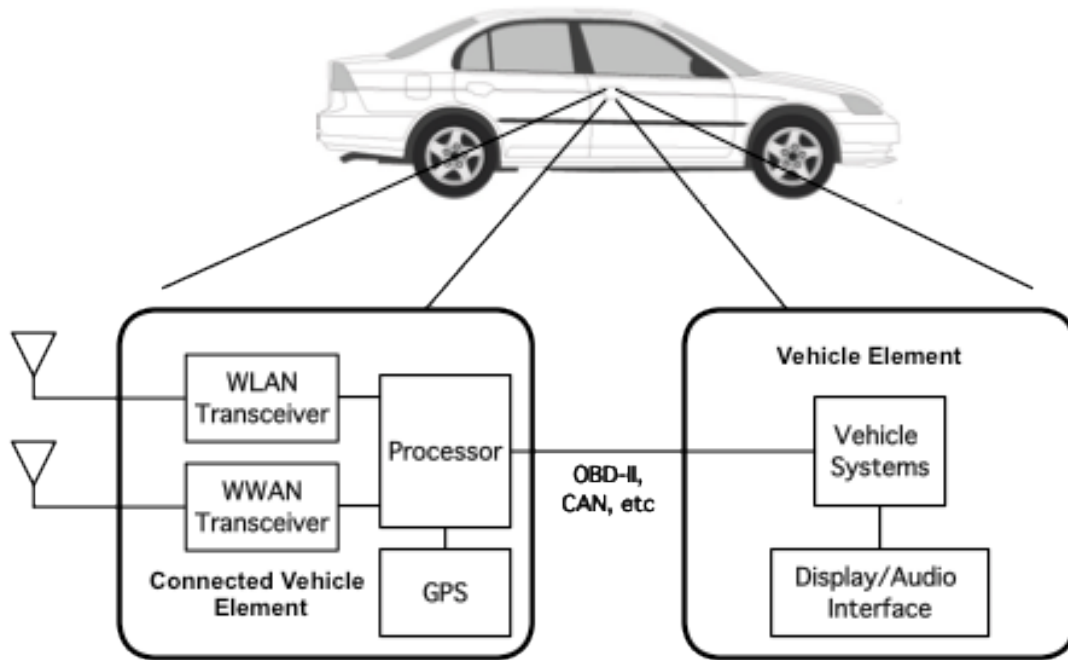 WLAN
Transceiver
WWAN
Transceiver
Processor
GPS
Connected Vehicle
Element
OBD-II,
CAN, etc
Vehicle Element
Vehicle
Systems
Display/Audio
Interface